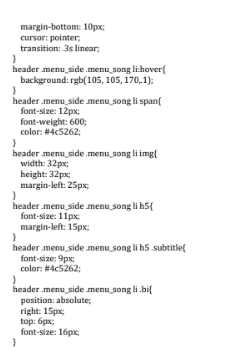 margin-bottom: 10px;
cursor: pointer;
transition: .3s linear;
}
header .menu_side .menu_song li:hover{
background: rgb(105, 105, 170,.1);
}
header .menu_side .menu_song li span{
font-size: 12px;
font-weight: 600;
color: #4c5262;
}
header .menu_side .menu_song li img{
width: 32px;
height: 32px;
margin-left: 25px;
}
header .menu_side .menu_song li h5{
font-size: 11px;
margin-left: 15px;
}
header .menu_side .menu_song li h5 .subtitle{
font-size: 9px;
color: #4c5262;
}
header .menu_side .menu_song li .bi{
position: absolute;
right: 15px;
top: 6px;
font-size: 16px;
}